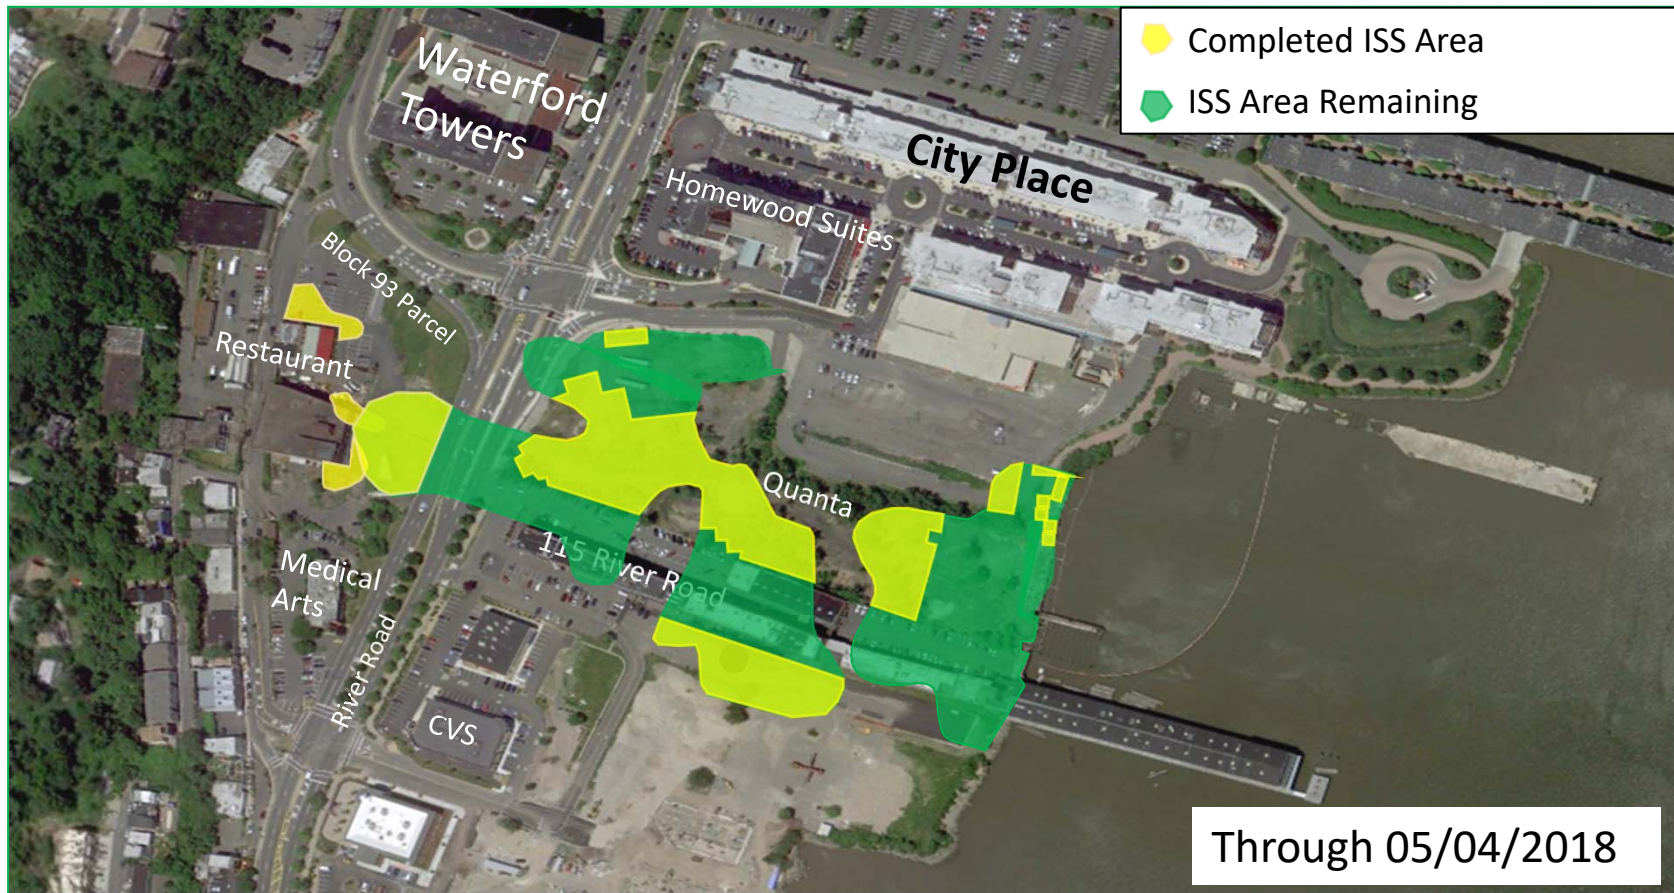 Completed ISS Area
ISS Area Remaining
Waterford
Towers
City Place
Homewood Suites
Block 93 Parcel
Restaurant
Quanta
115 River Road
Medical
Arts
River Road
CVS
Through 05/04/2018